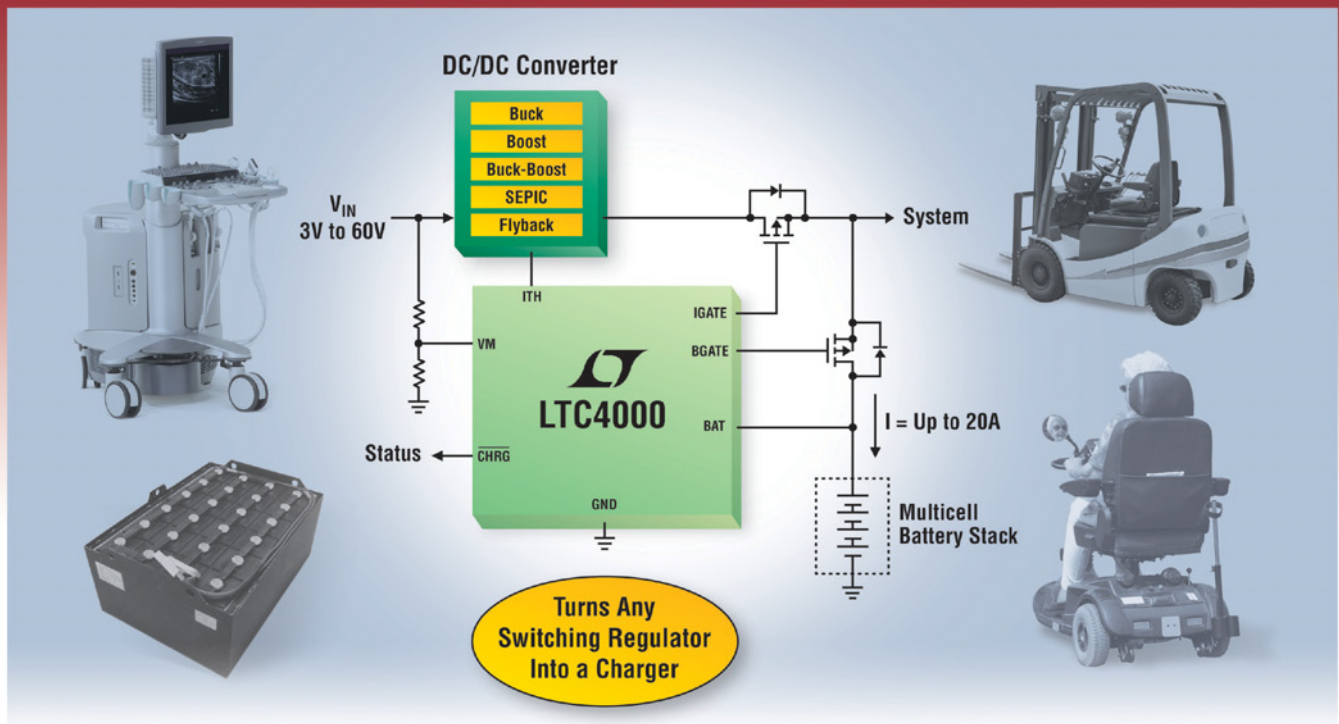 DC/DC Converter
Buck
Boost
Buck-Boost
SEPIC
Flyback
VIN
3V to 60V
System
ITH
IGATE
VM
BGATE
LTC4000
BAT
I = Up to 20A
Status
CHRG
GND
Multicell
Battery Stack
Turns Any
Switching Regulator
Into a Charger